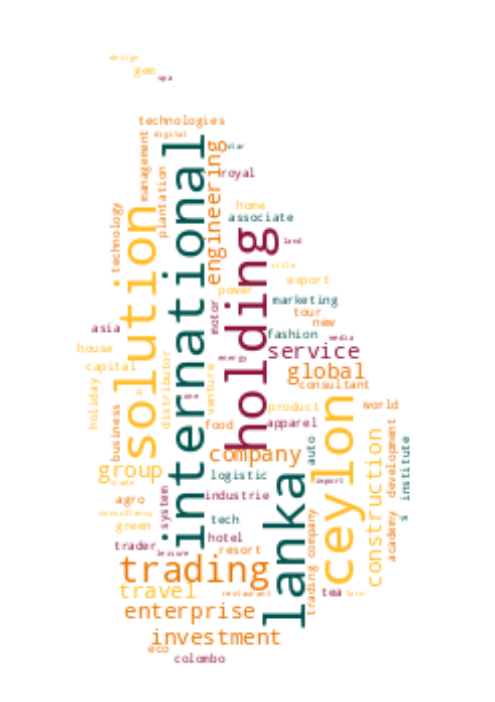 design
gem
spa
technologies
digital
star
management
plantation
engineering
royal
international
solution
technology
home
associate
holding
land
villa
export
power
marketing
motor
tour
new
asia
fashion
media
house
service
energy
capital
global
consultant
holiday
distributor
one
venture
product
world
business
food
apparel
company
auto
construction
development
institute
group
logistic
import
ceylon
trade
lanka
agro
system
industrie
consultancy
green
tech
s
academy
trader
leisure
hotel
resort
trading company
trading
travel
restaurant
tea
farm
enterprise
investment
eco
colombo